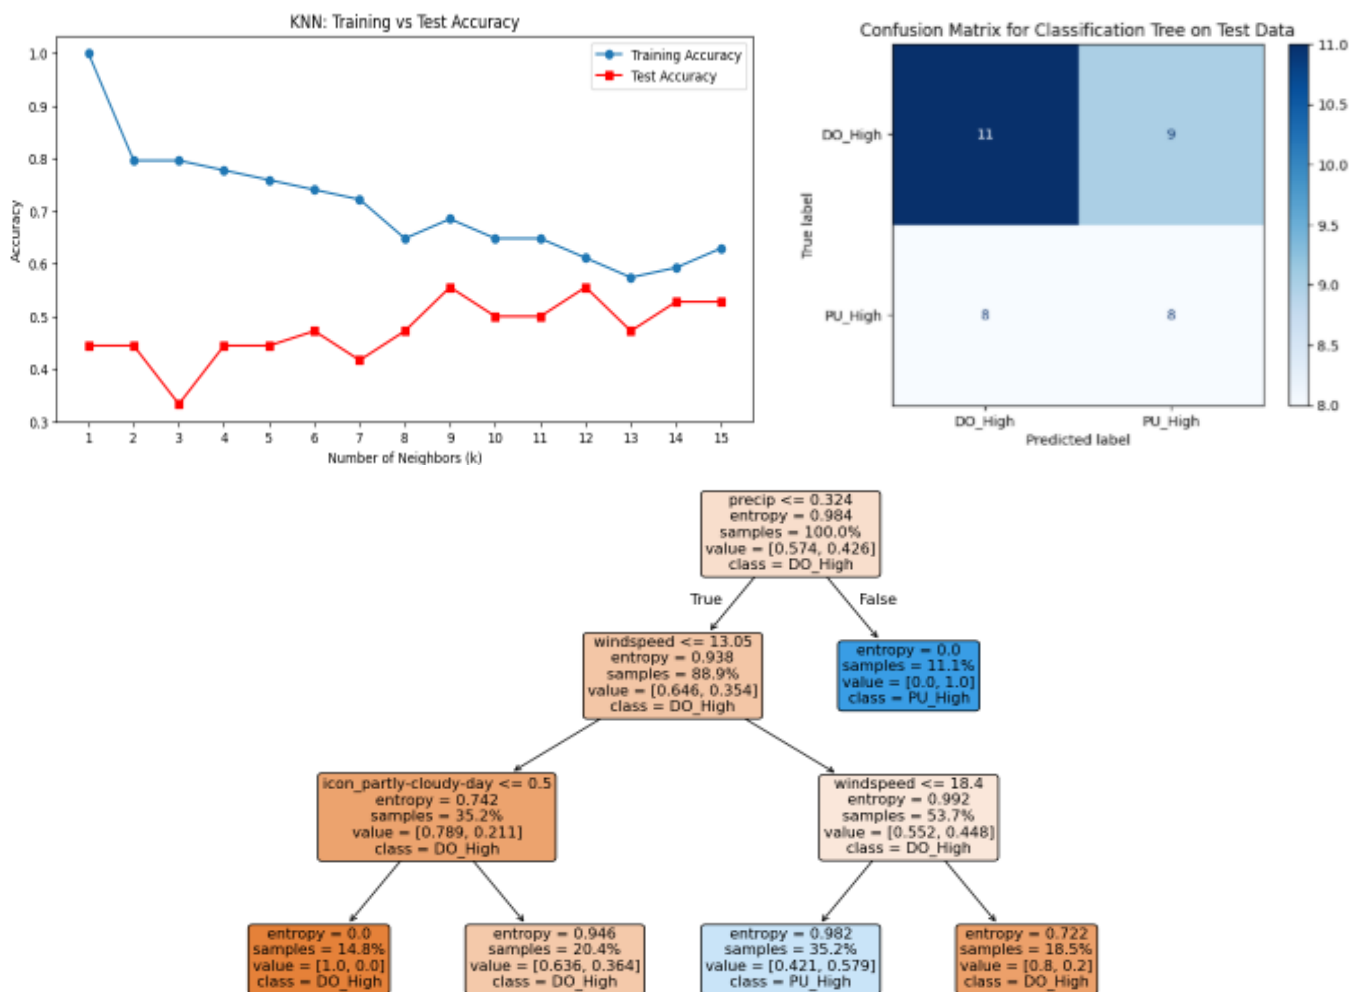 KNN: Training vs Test Accuracy
Training Accuracy
Test Accuracy
1.0
0.9
0.8
0.7
0.6
0.5
0.4
0.3
Accuracy
1 2 3 4 5 6 7 8 9 10 11 12 13 14 15
Number of Neighbors (k)
Confusion Matrix for Classification Tree on Test Data
True label
DO_High
11 9
PU_High
8 8
DO_High PU_High
Predicted label
11.0
10.5
10.0
9.5
9.0
8.5
8.0
precip <= 0.324
entropy = 0.984
samples = 100.0%
value = [0.574, 0.426]
class = DO_High
True
False
windspeed <= 13.05
entropy = 0.938
samples = 88.9%
value = [0.646, 0.354]
class = DO_High
entropy = 0.0
samples = 11.1%
value = [0.0, 1.0]
class = PU_High
icon_partly-cloudy-day <= 0.5
entropy = 0.742
samples = 35.2%
value = [0.789, 0.211]
class = DO_High
windspeed <= 18.4
entropy = 0.992
samples = 53.7%
value = [0.552, 0.448]
class = DO_High
entropy = 0.0
samples = 14.8%
value = [1.0, 0.0]
class = DO_High
entropy = 0.946
samples = 20.4%
value = [0.636, 0.364]
class = DO_High
entropy = 0.982
samples = 35.2%
value = [0.421, 0.579]
class = PU_High
entropy = 0.722
samples = 18.5%
value = [0.8, 0.2]
class = DO_High